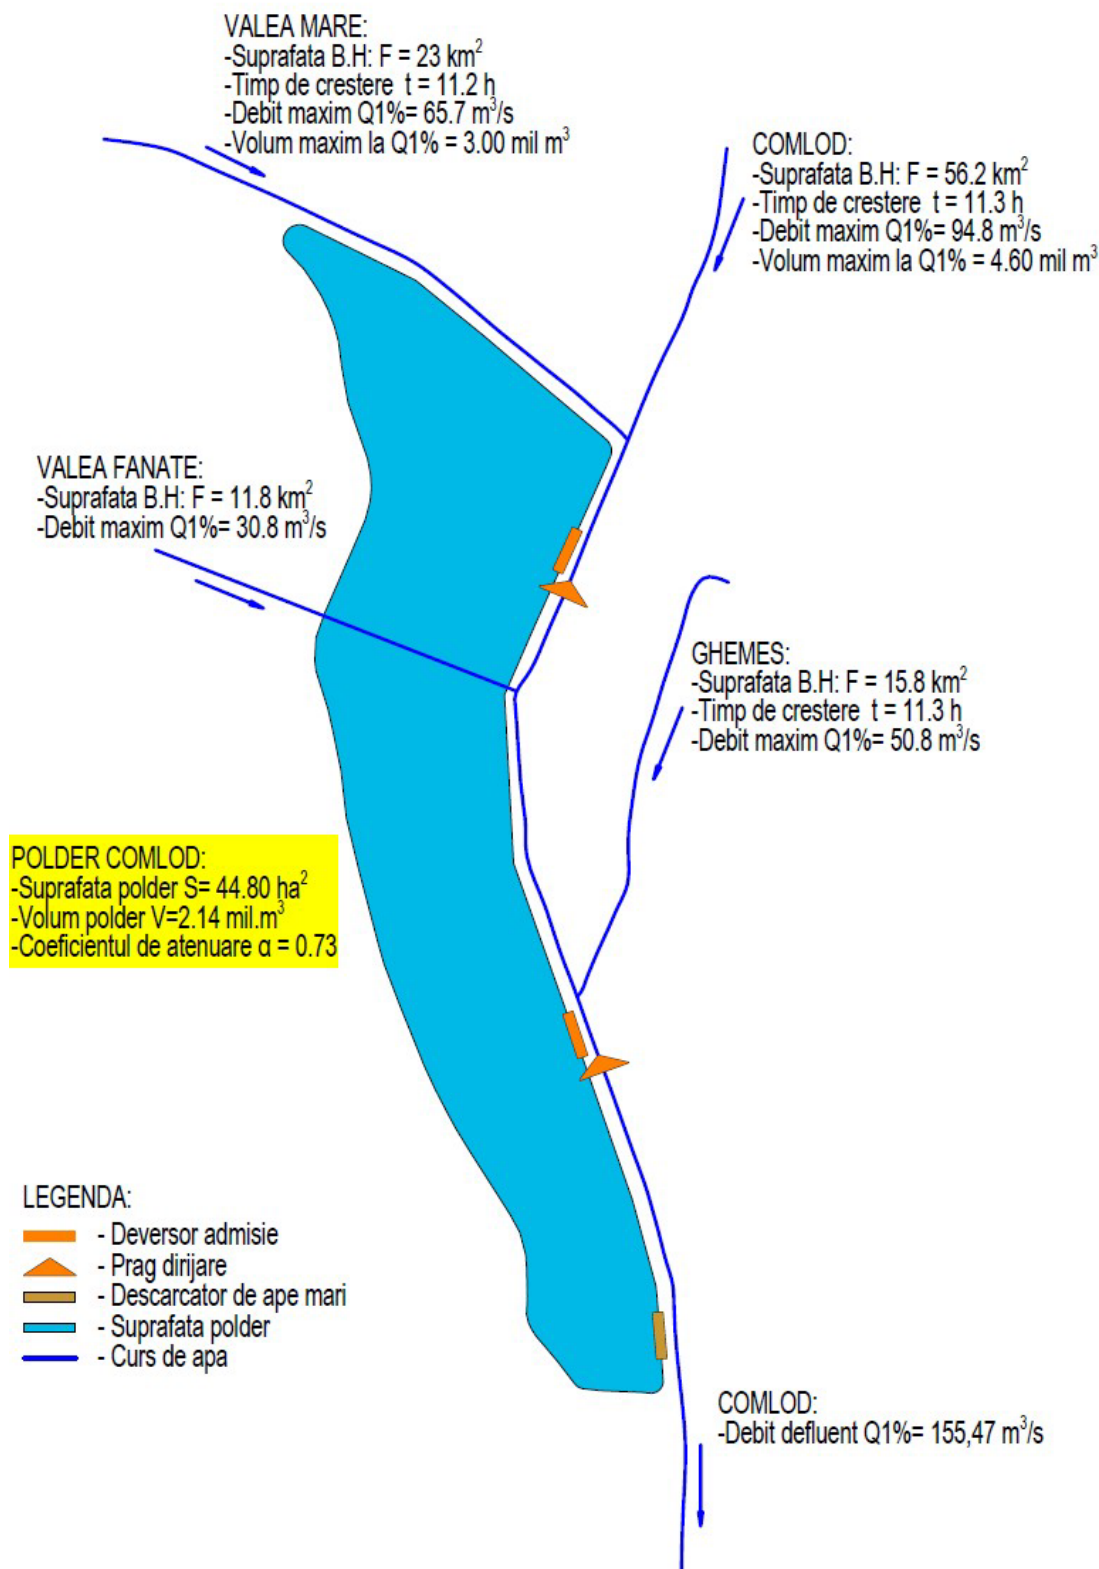 VALEA MARE:
-Suprafata B.H: F = 23 km²
-Timp de crestere t = 11.2 h
-Debit maxim Q1%= 65.7 m³/s
-Volum maxim la Q1% = 3.00 mil m³
COMLOD:
-Suprafata B.H: F = 56.2 km²
-Timp de crestere t = 11.3 h
-Debit maxim Q1%= 94.8 m³/s
-Volum maxim la Q1% = 4.60 mil m³
VALEA FANATE:
-Suprafata B.H: F = 11.8 km²
-Debit maxim Q1%= 30.8 m³/s
GHEMES:
-Suprafata B.H: F = 15.8 km²
-Timp de crestere t = 11.3 h
-Debit maxim Q1%= 50.8 m³/s
POLDER COMLOD:
-Suprafata polder S= 44.80 ha²
-Volum polder V=2.14 mil.m³
-Coeficientul de atenuare α = 0.73
LEGENDA:
- Deversor admisie
- Prag dirijare
- Descarcator de ape mari
- Suprafata polder
- Curs de apa
COMLOD:
-Debit defluent Q1%= 155,47 m³/s